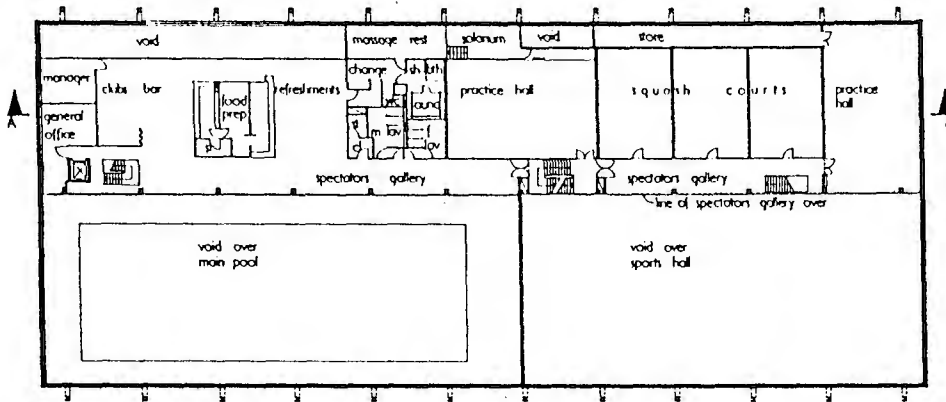 void
massage rest
solarium
void
store
manager
clubs bar
food
prep
refreshments
change
sh
bth
sauna
practice hall
squash courts
practice
hall
general
office
m lav
f
lav
A
A
spectators gallery
spectators gallery
line of spectators gallery over
void over
main pool
void over
sports hall